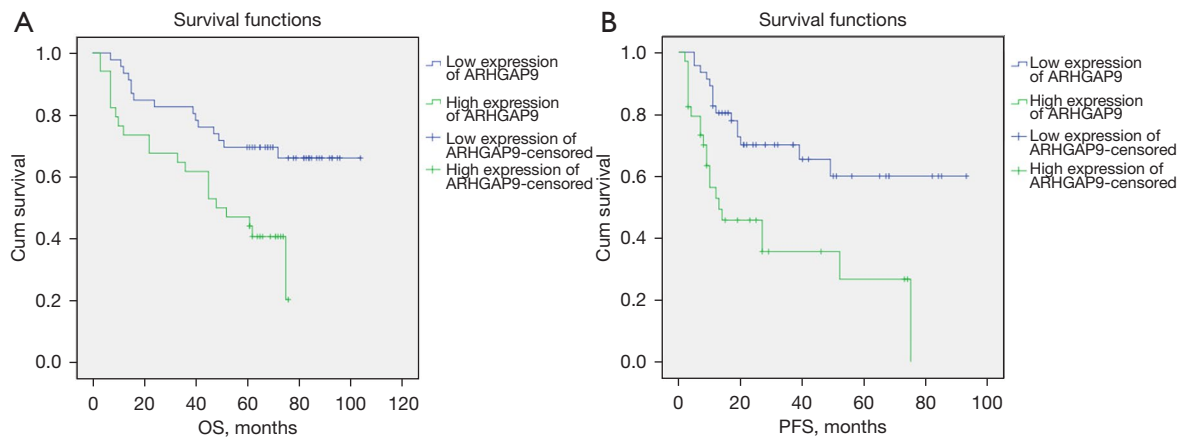 A
Survival functions
1.0
0.8
0.6
0.4
0.2
0.0
Cum survival
0 20 40 60 80 100 120
OS, months
Low expression
of ARHGAP9
High expression
of ARHGAP9
Low expression of
ARHGAP9-censored
High expression of
ARHGAP9-censored
B
Survival functions
1.0
0.8
0.6
0.4
0.2
0.0
Cum survival
0 20 40 60 80 100
PFS, months
Low expression
of ARHGAP9
High expression
of ARHGAP9
Low expression of
ARHGAP9-censored
High expression of
ARHGAP9-censored